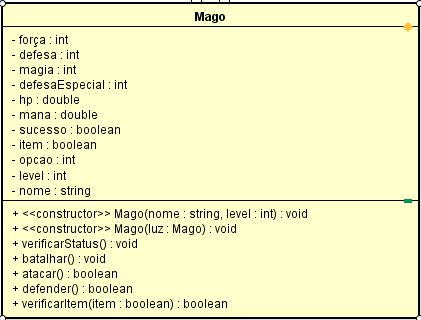 Mago
- força : int
- defesa : int
- magia : int
- defesaEspecial : int
- hp : double
- mana : double
- sucesso : boolean
- item : boolean
- opcao : int
- level : int
- nome : string
+ <<constructor>> Mago(nome : string, level : int) : void
+ <<constructor>> Mago(luz : Mago) : void
+ verificarStatus() : void
+ batalhar() : void
+ atacar() : boolean
+ defender() : boolean
+ verificarItem(item : boolean) : boolean